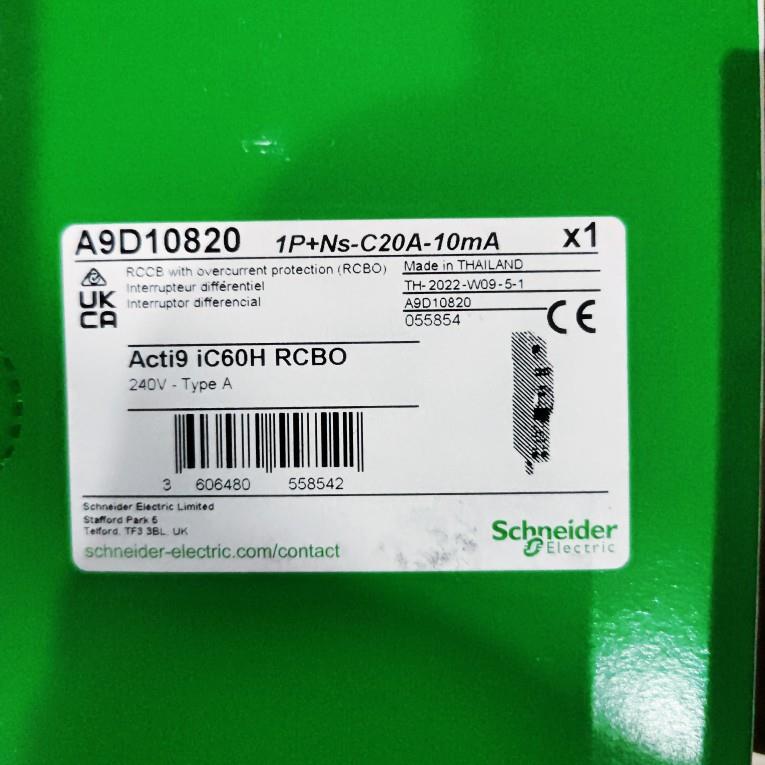 A9D10820 1P+Ns-C20A-10mA x1
RCCB with overcurrent protection (RCBO)
Interrupteur différentiel
Interruptor differencial
Made in THAILAND
TH-2022-W09-5-1
A9D10820
055854
UK
CA
CE
Acti9 iC60H RCBO
240V - Type A
3 606480 558542
Schneider Electric Limited
Stafford Park 5
Telford. TF3 3BL. UK
schneider-electric.com/contact
Schneider
Electric